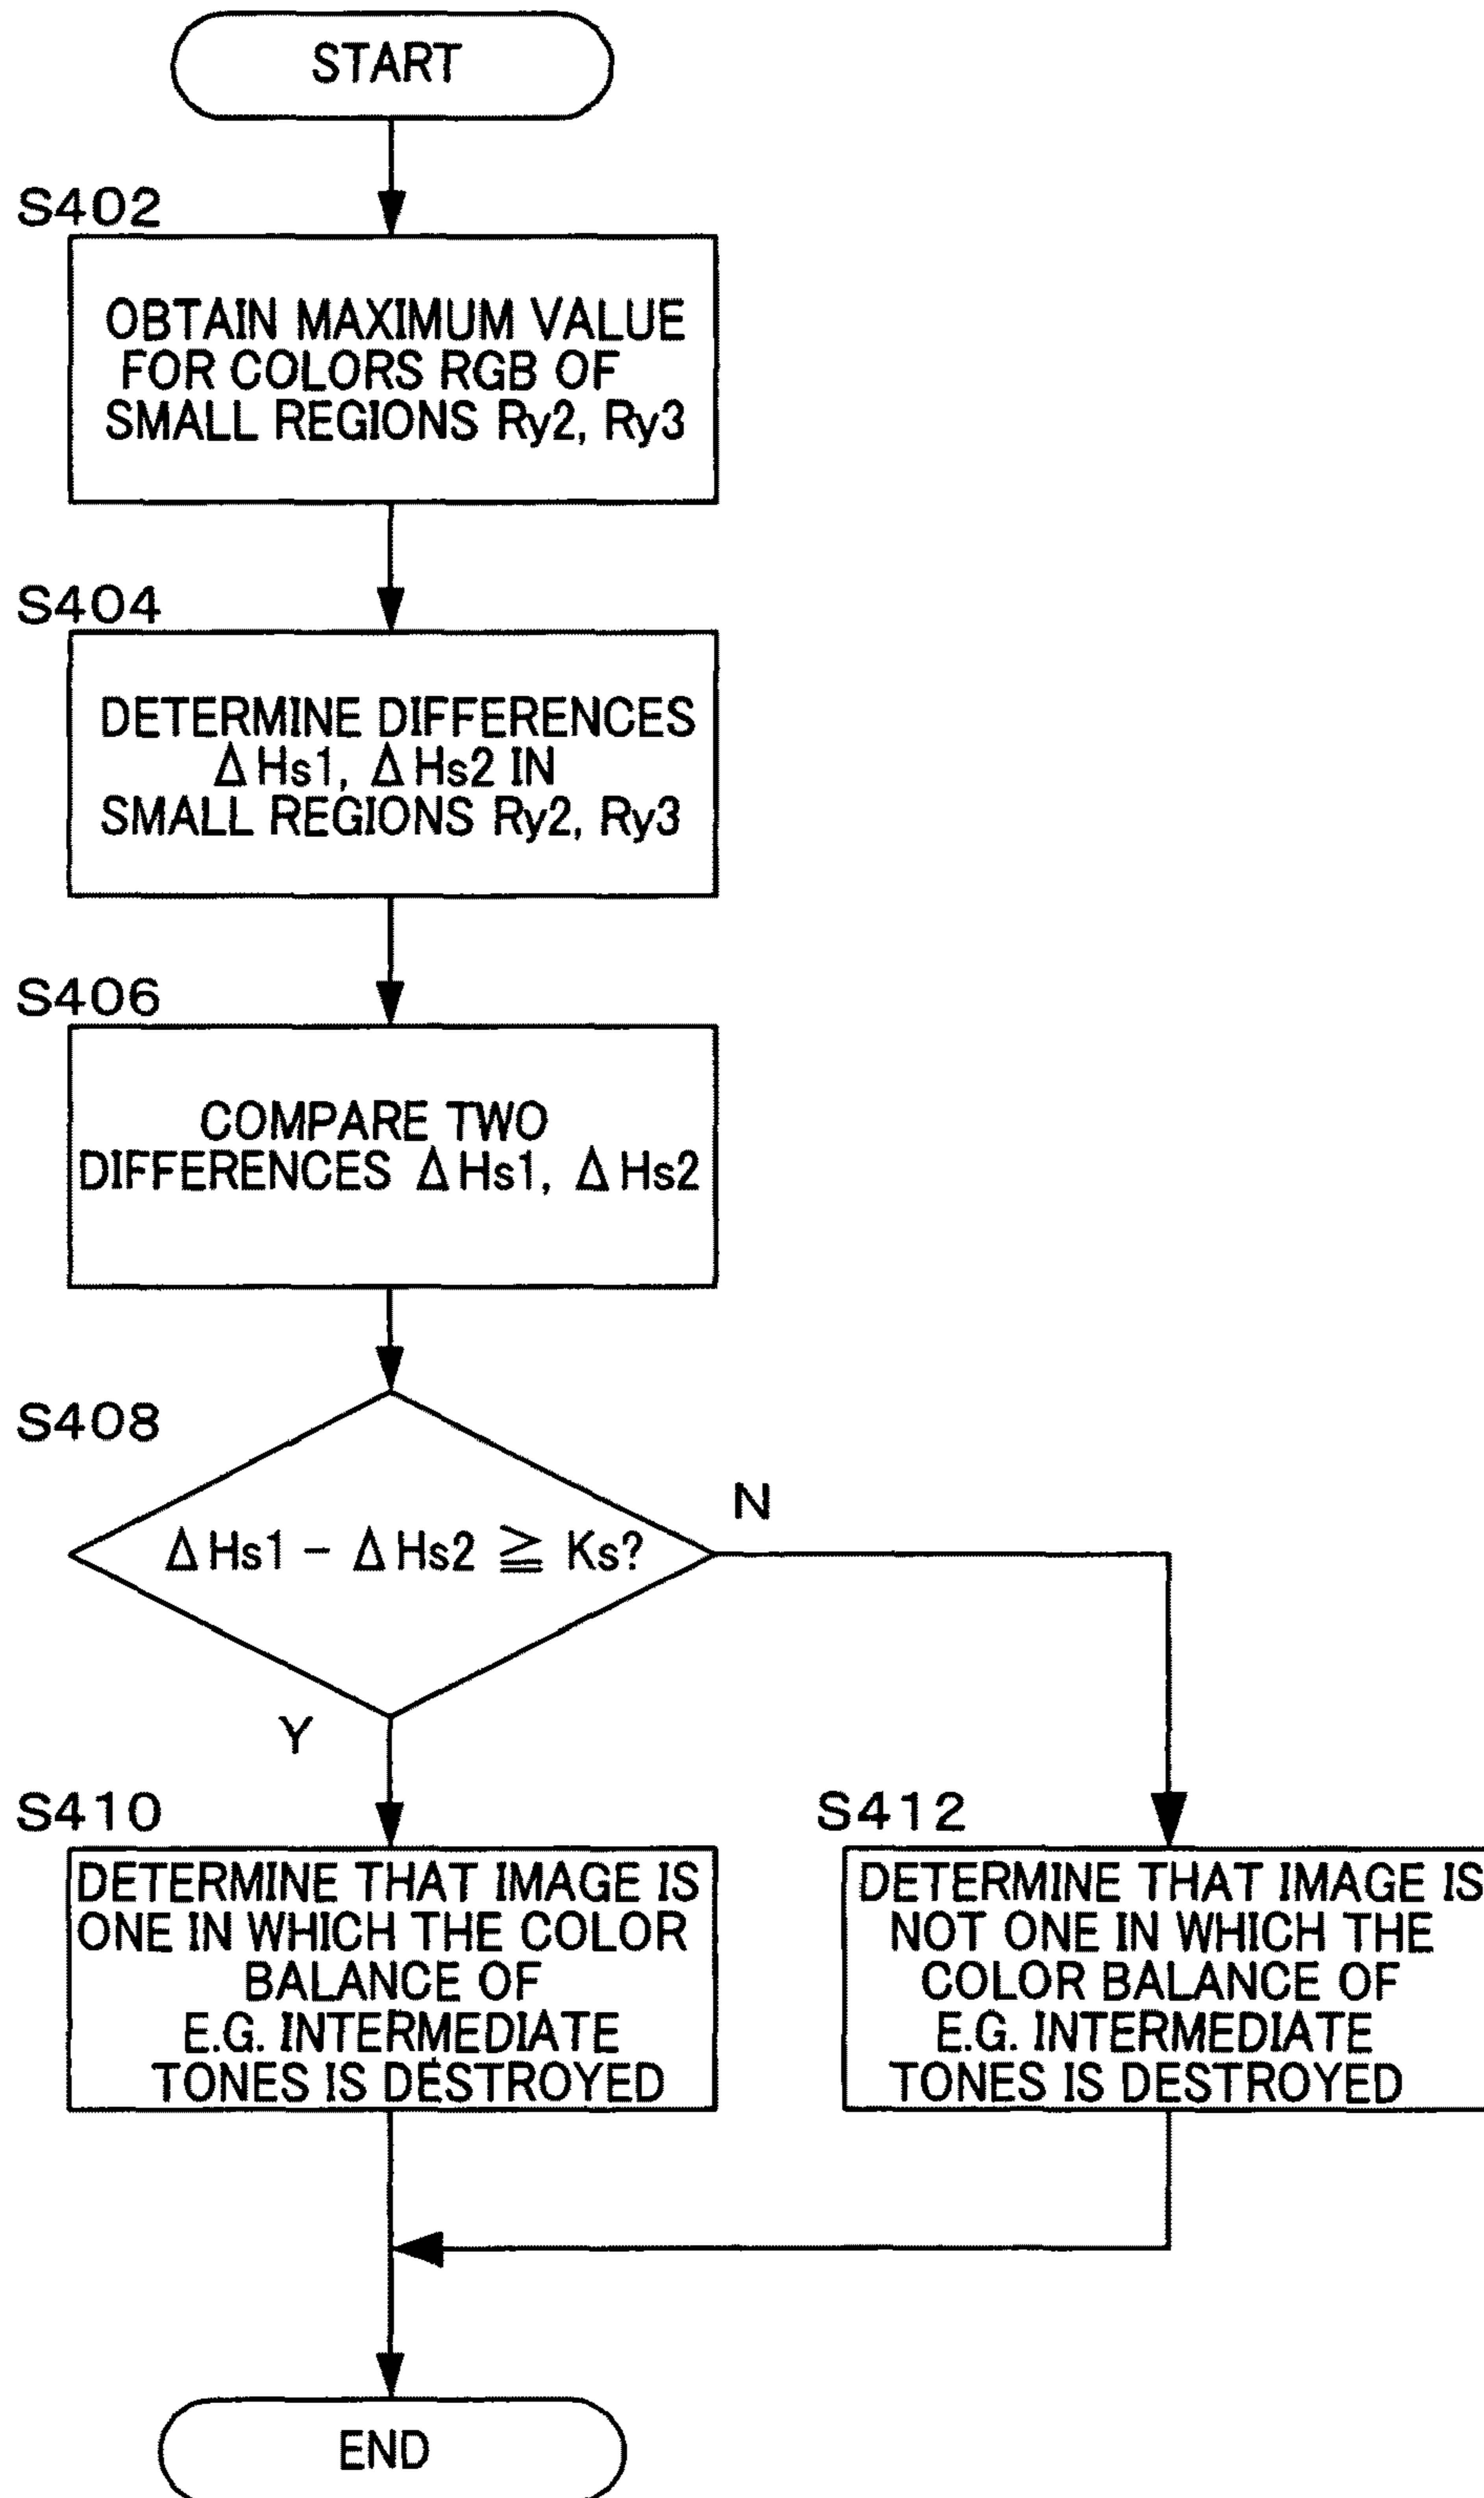 START
S402
OBTAIN MAXIMUM VALUE
FOR COLORS RGB OF
SMALL REGIONS Ry2, Ry3
S404
DETERMINE DIFFERENCES
ΔHs1, ΔHs2 IN
SMALL REGIONS Ry2, Ry3
S406
COMPARE TWO
DIFFERENCES ΔHs1, ΔHs2
S408
ΔHs1 − ΔHs2 ≧ Ks?
N
Y
S410
DETERMINE THAT IMAGE IS
ONE IN WHICH THE COLOR
BALANCE OF
E.G. INTERMEDIATE
TONES IS DESTROYED
S412
DETERMINE THAT IMAGE IS
NOT ONE IN WHICH THE
COLOR BALANCE OF
E.G. INTERMEDIATE
TONES IS DESTROYED
END